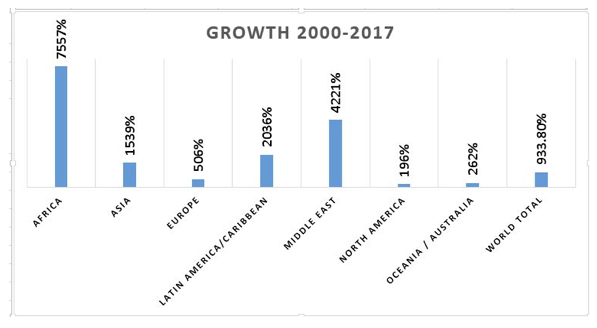 GROWTH 2000-2017
7557%
1539%
506%
2036%
4221%
196%
262%
933.80%
AFRICA
ASIA
EUROPE
LATIN AMERICA/CARIBBEAN
MIDDLE EAST
NORTH AMERICA
OCEANIA / AUSTRALIA
WORLD TOTAL